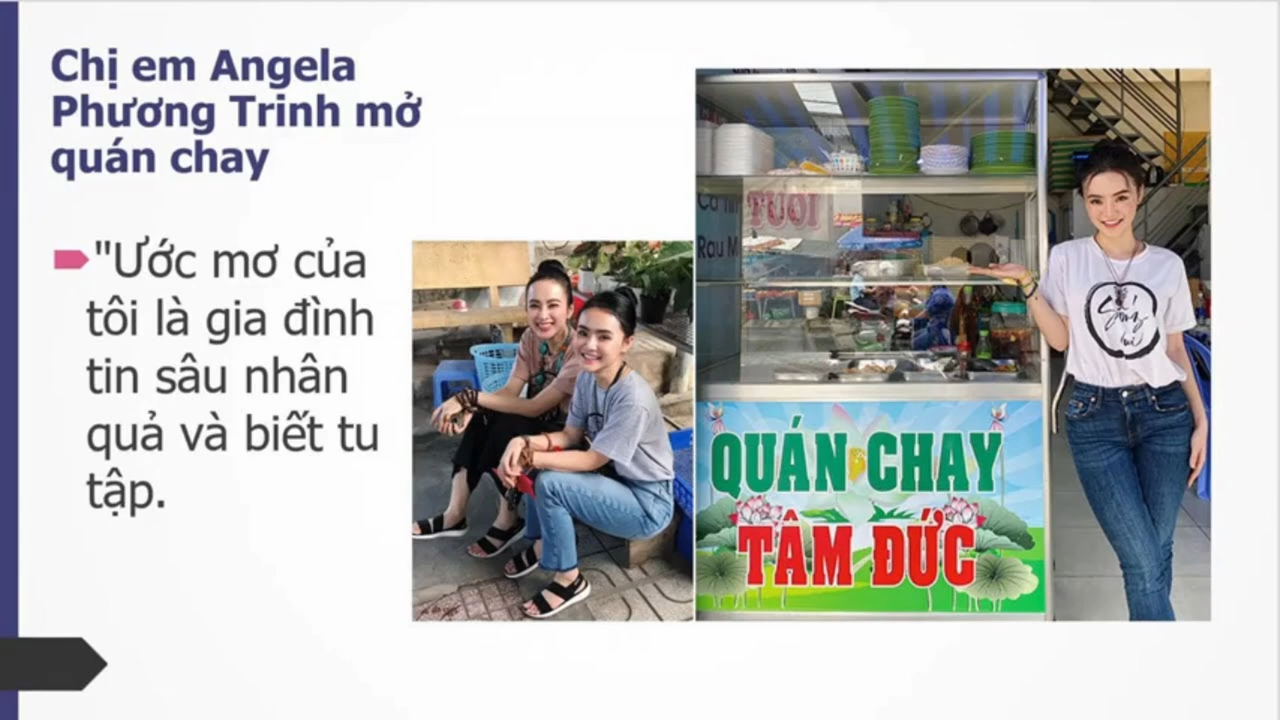 Chị em Angela
Phương Trinh mở
quán chay
"Ước mơ của
tôi là gia đình
tin sâu nhân
quả và biết tu
tập.
TƯƠI
Rau M
QUÁN CHAY
TÂM ĐỨC